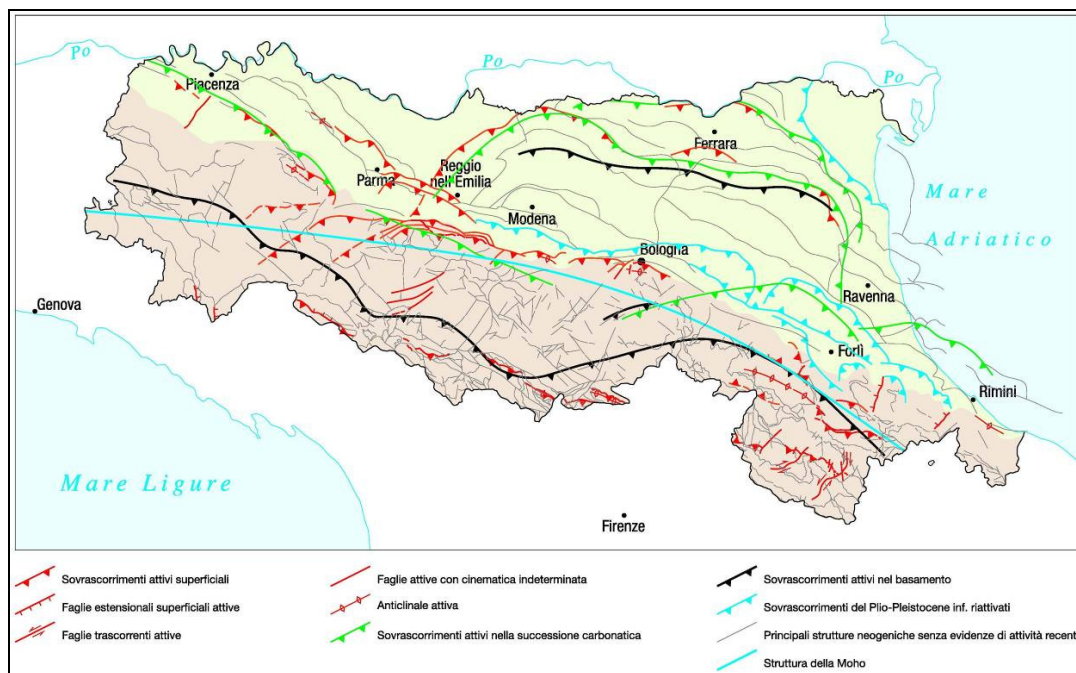 Po
Po
Po
Piacenza
Ferrara
Parma
Reggio
nell'Emilia
Modena
Mare
Adriatico
Bologna
Ravenna
Genova
Forlì
Rimini
Mare Ligure
Firenze
Sovrascorrimenti attivi superficiali
Faglie estensionali superficiali attive
Faglie trascorrenti attive
Faglie attive con cinematica indeterminata
Anticlinale attiva
Sovrascorrimenti attivi nella successione carbonatica
Sovrascorrimenti attivi nel basamento
Sovrascorrimenti del Plio-Pleistocene inf. riattivati
Principali strutture neogeniche senza evidenze di attività recent
Struttura della Moho